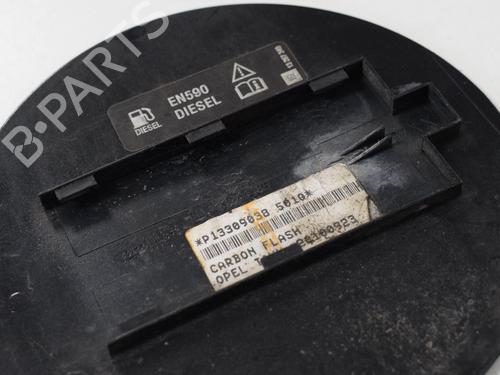 B-PARTS
DIESEL
EN590
DIESEL
*P13309038 5010*
CARBON FLASH
OPEL